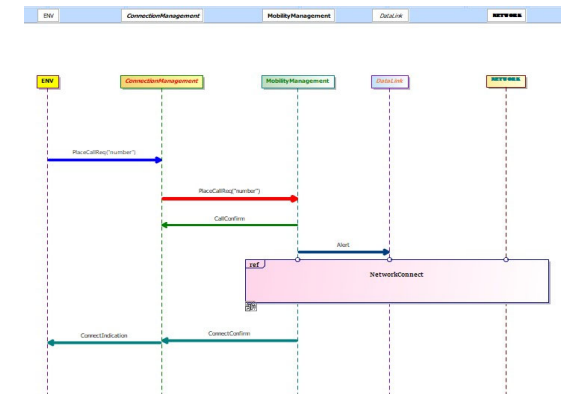 ENV
ConnectionManagement
MobilityManagement
DataLink
NETWORK
ENV
ConnectionManagement
MobilityManagement
DataLink
NETWORK
PlaceCallReq("number")
PlaceCallReq("number")
CallConfirm
Alert
ref
NetworkConnect
ConnectIndication
ConnectConfirm